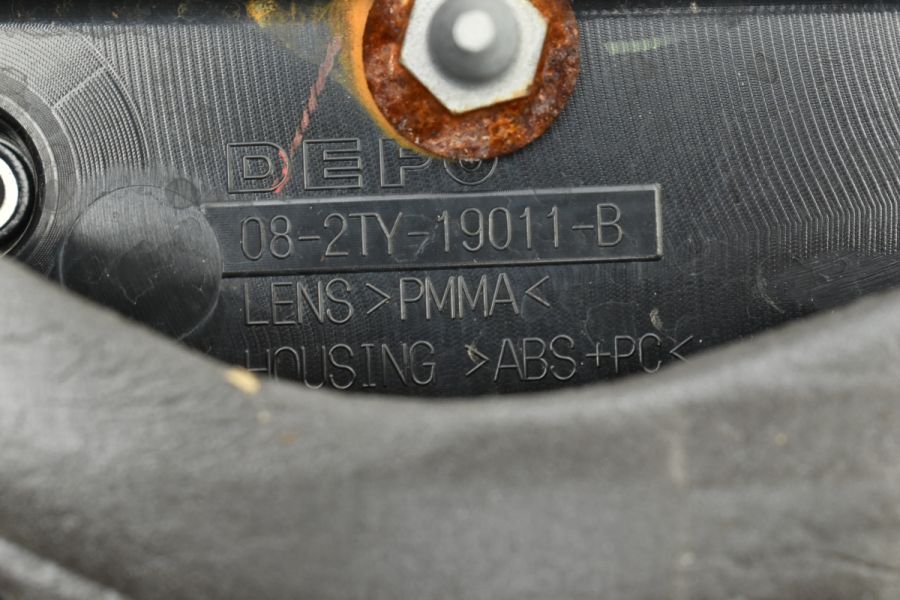 DEPO
08-2TY-19011-B
LENS >PMMA<
HOUSING >ABS+PC<